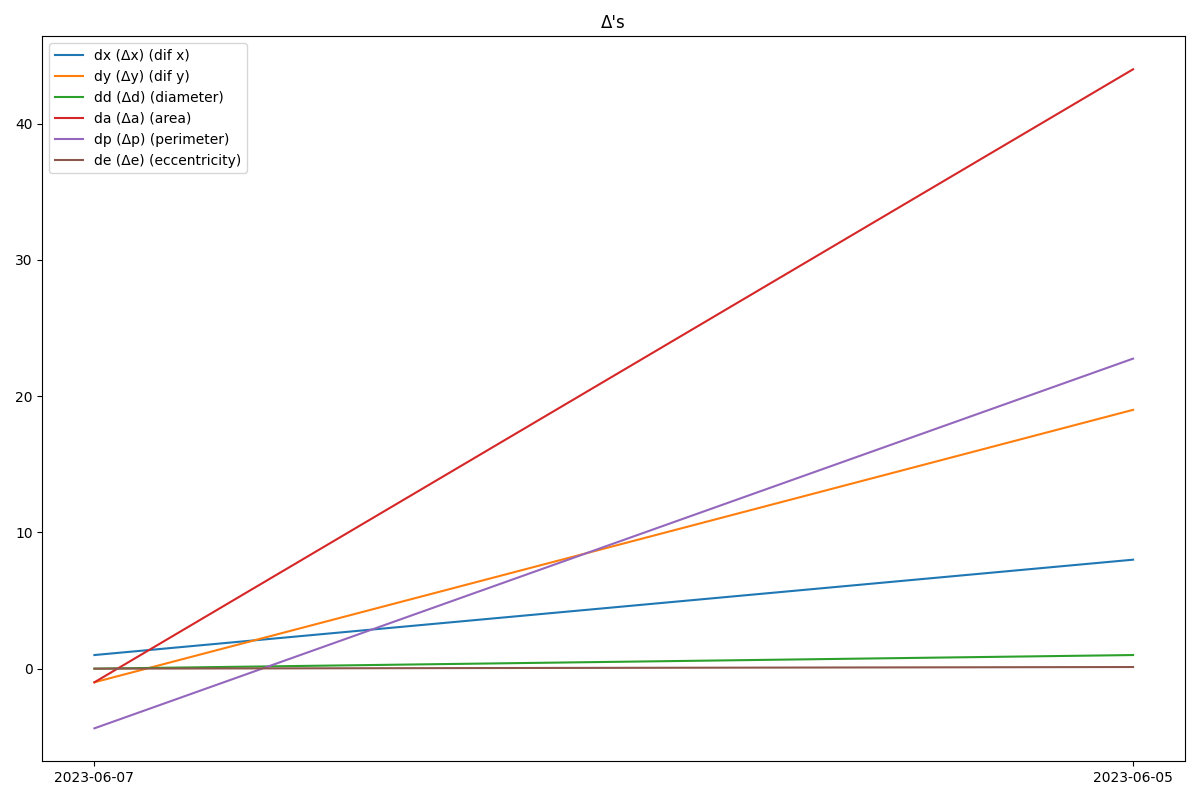 Δ's
dx (Δx) (dif x)
dy (Δy) (dif y)
dd (Δd) (diameter)
da (Δa) (area)
dp (Δp) (perimeter)
de (Δe) (eccentricity)
40
30
20
10
0
2023-06-07 2023-06-05